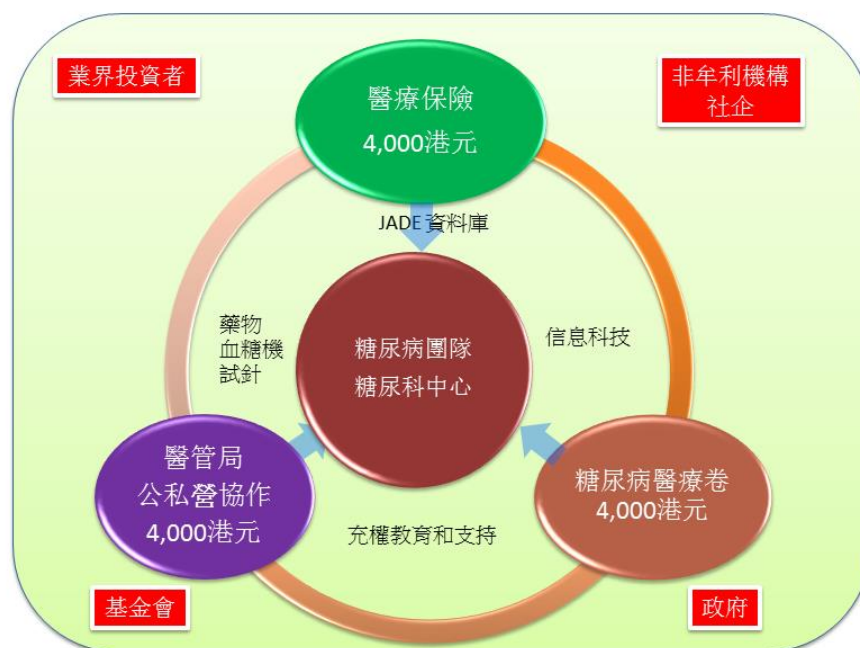 業界投資者
非牟利機構
社企
醫療保險
4,000港元
JADE 資料庫
藥物
血糖機
試針
糖尿病團隊
糖尿科中心
信息科技
醫管局
公私營協作
4,000港元
糖尿病醫療卷
4,000港元
充權教育和支持
基金會
政府